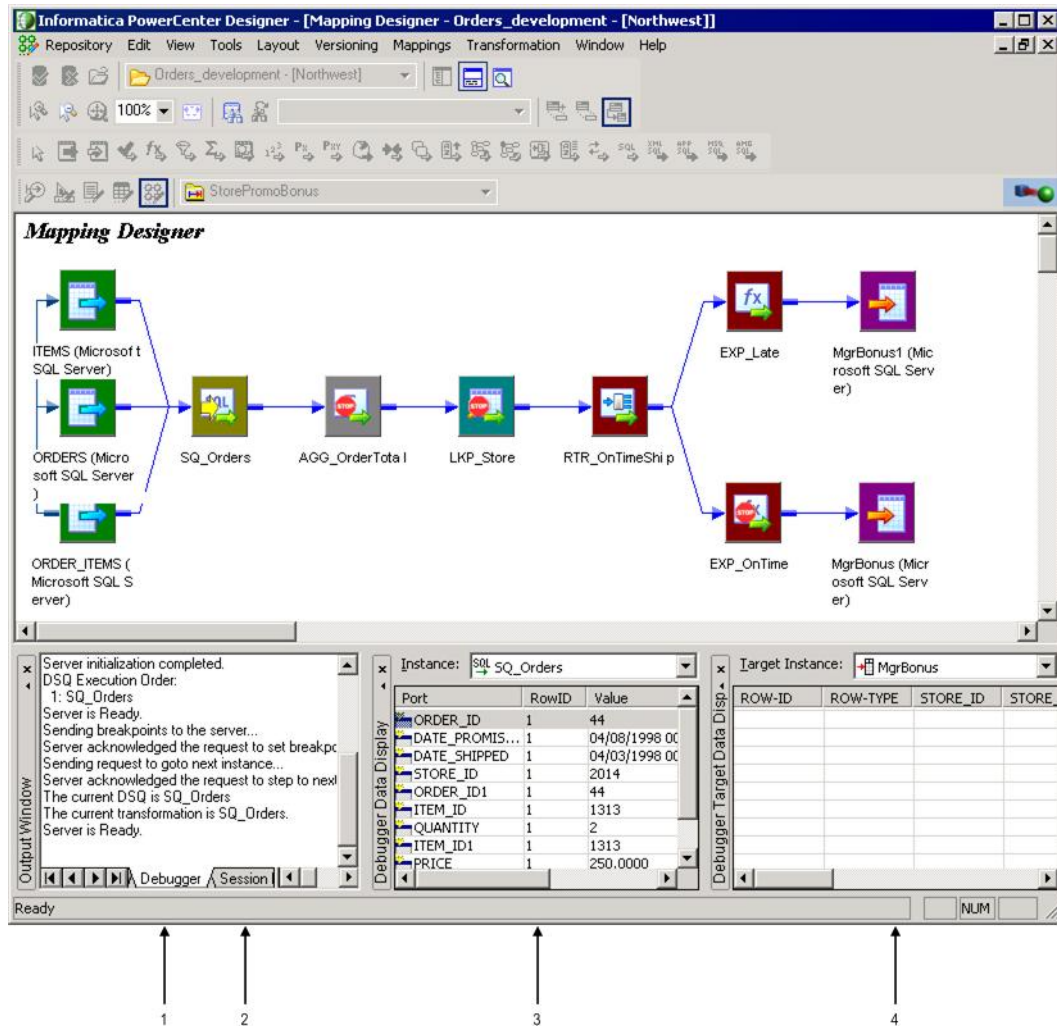 Informatica PowerCenter Designer - [Mapping Designer - Orders_development - [Northwest]]
Repository Edit View Tools Layout Versioning Mappings Transformation Window Help
Orders_development - [Northwest]
100%
StorePromoBonus
Mapping Designer
ITEMS (Microsof t
SQL Server)
ORDERS (Micro
soft SQL Server
)
ORDER_ITEMS (
Microsoft SQL S
erver)
SQL
SQ_Orders
STOP
AGG_OrderTota l
STOP
LKP_Store
RTR_OnTimeShi p
fx
EXP_Late
MgrBonus1 (Mic
rosoft SQL Serv
er)
STOP
EXP_OnTime
MgrBonus (Micr
osoft SQL Serv
er)
Output Window
Server initialization completed.
DSQ Execution Order:
1: SQ_Orders
Server is Ready.
Sending breakpoints to the server...
Server acknowledged the request to set breakpo
Sending request to goto next instance...
Server acknowledged the request to step to next
The current DSQ is SQ_Orders
The current transformation is SQ_Orders.
Server is Ready.
Debugger Session
Debugger Data Display
Instance: SQL SQ_Orders
Port RowID Value
ORDER_ID 1 44
DATE_PROMIS... 1 04/08/1998 00
DATE_SHIPPED 1 04/03/1998 00
STORE_ID 1 2014
ORDER_ID1 1 44
ITEM_ID 1 1313
QUANTITY 1 2
ITEM_ID1 1 1313
PRICE 1 250.0000
Debugger Target Data Disp
Target Instance: MgrBonus
ROW-ID ROW-TYPE STORE_ID STORE_
Ready NUM
1 2 3 4